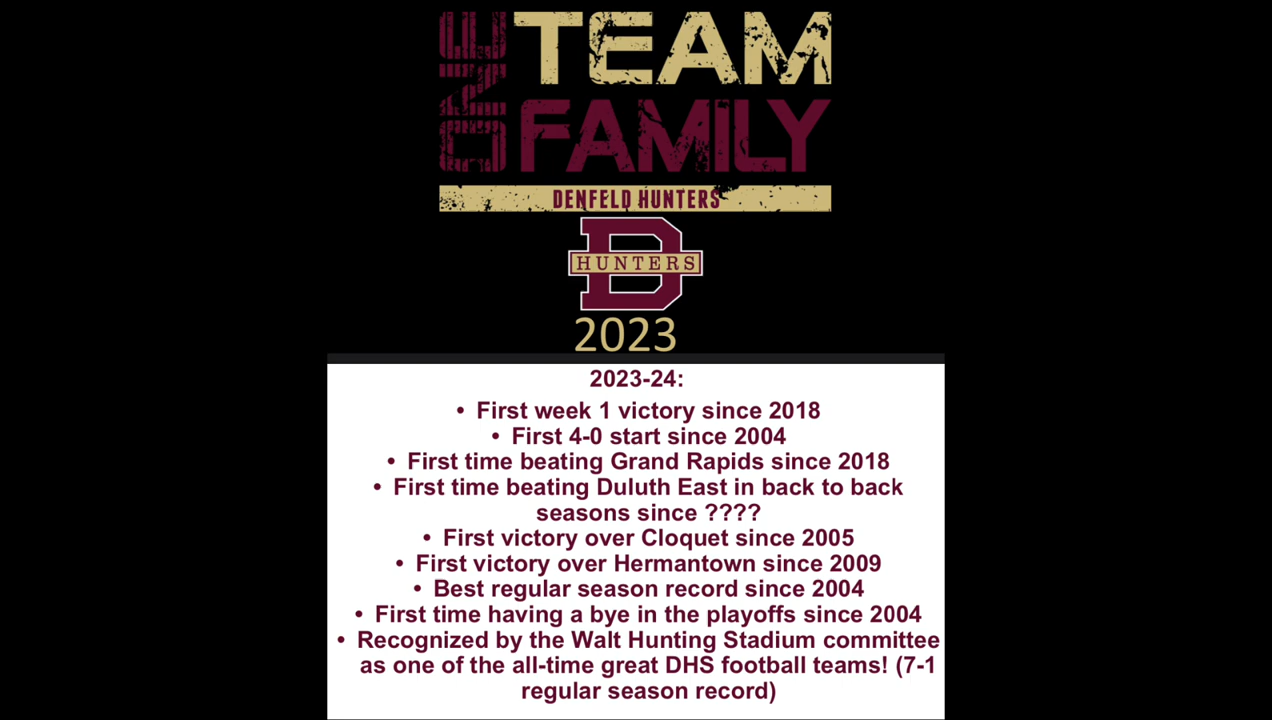 ONE
TEAM
FAMILY
DENFELD HUNTERS
D
HUNTERS
2023
2023-24:
• First week 1 victory since 2018
• First 4-0 start since 2004
• First time beating Grand Rapids since 2018
• First time beating Duluth East in back to back
seasons since ????
• First victory over Cloquet since 2005
• First victory over Hermantown since 2009
• Best regular season record since 2004
• First time having a bye in the playoffs since 2004
• Recognized by the Walt Hunting Stadium committee
as one of the all-time great DHS football teams! (7-1
regular season record)